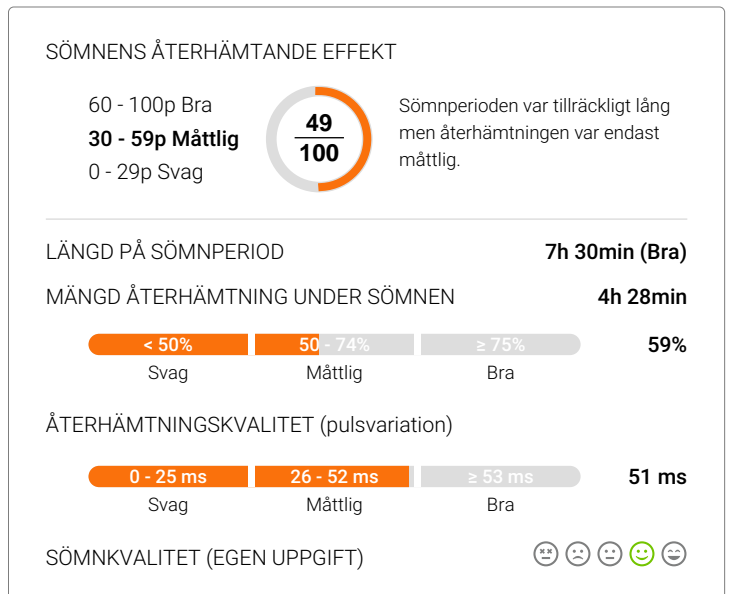 SÖMNENS ÅTERHÄMTANDE EFFEKT
60 - 100p Bra
30 - 59p Måttlig
0 - 29p Svag
49
100
Sömnperioden var tillräckligt lång
men återhämtningen var endast
måttlig.
LÄNGD PÅ SÖMNPERIOD 7h 30min (Bra)
MÄNGD ÅTERHÄMTNING UNDER SÖMNEN 4h 28min
< 50% 50 - 74% ≥ 75% 59%
Svag Måttlig Bra
ÅTERHÄMTNINGSKVALITET (pulsvariation)
0 - 25 ms 26 - 52 ms ≥ 53 ms 51 ms
Svag Måttlig Bra
SÖMNKVALITET (EGEN UPPGIFT)